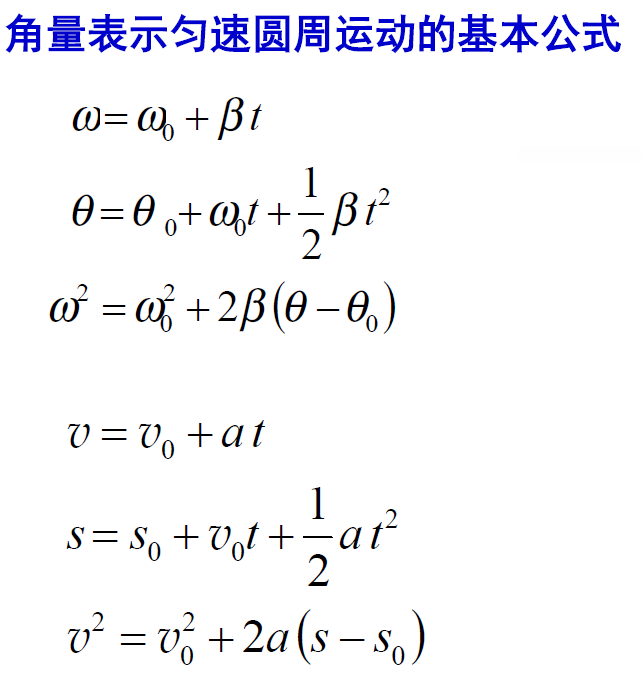 角量表示匀速圆周运动的基本公式
ω=ω₀+βt
θ=θ₀+ω₀t+1/2βt²
ω²=ω₀²+2β(θ−θ₀)
v=v₀+at
s=s₀+v₀t+1/2at²
v²=v₀²+2a(s−s₀)